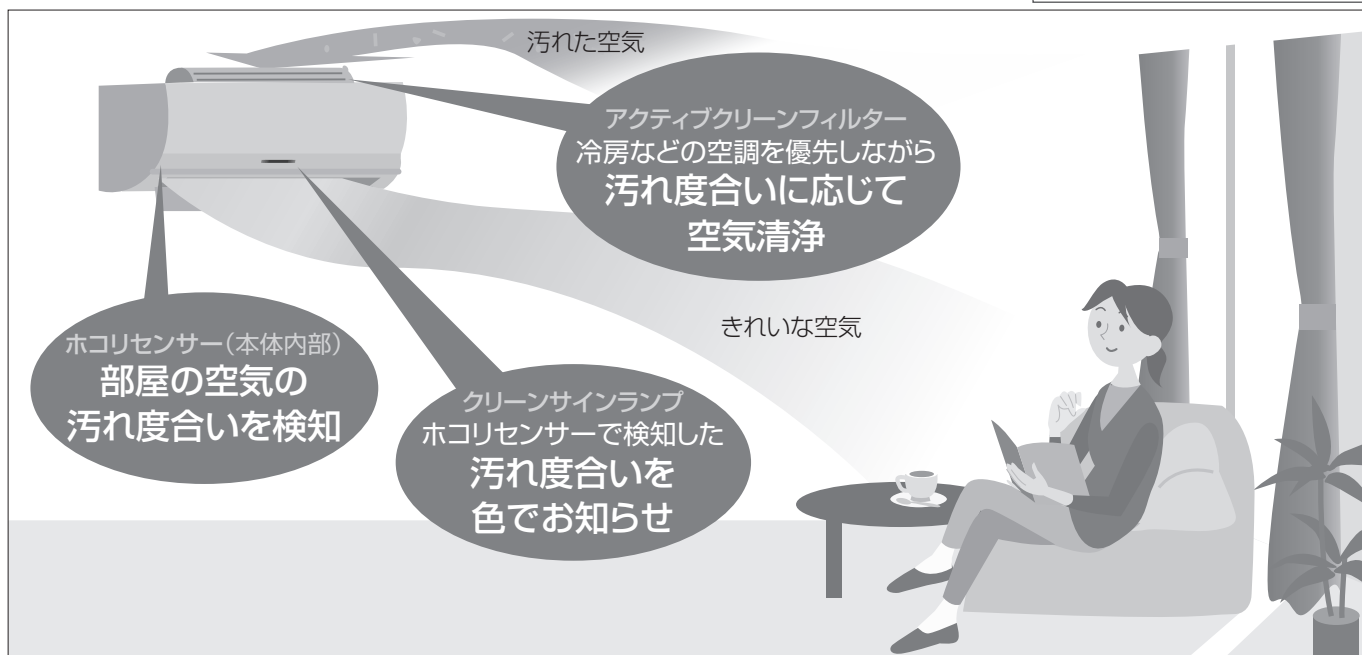 汚れた空気
アクティブクリーンフィルター
冷房などの空調を優先しながら
汚れ度合いに応じて
空気清浄
きれいな空気
ホコリセンサー(本体内部)
部屋の空気の
汚れ度合いを検知
クリーンサインランプ
ホコリセンサーで検知した
汚れ度合いを
色でお知らせ